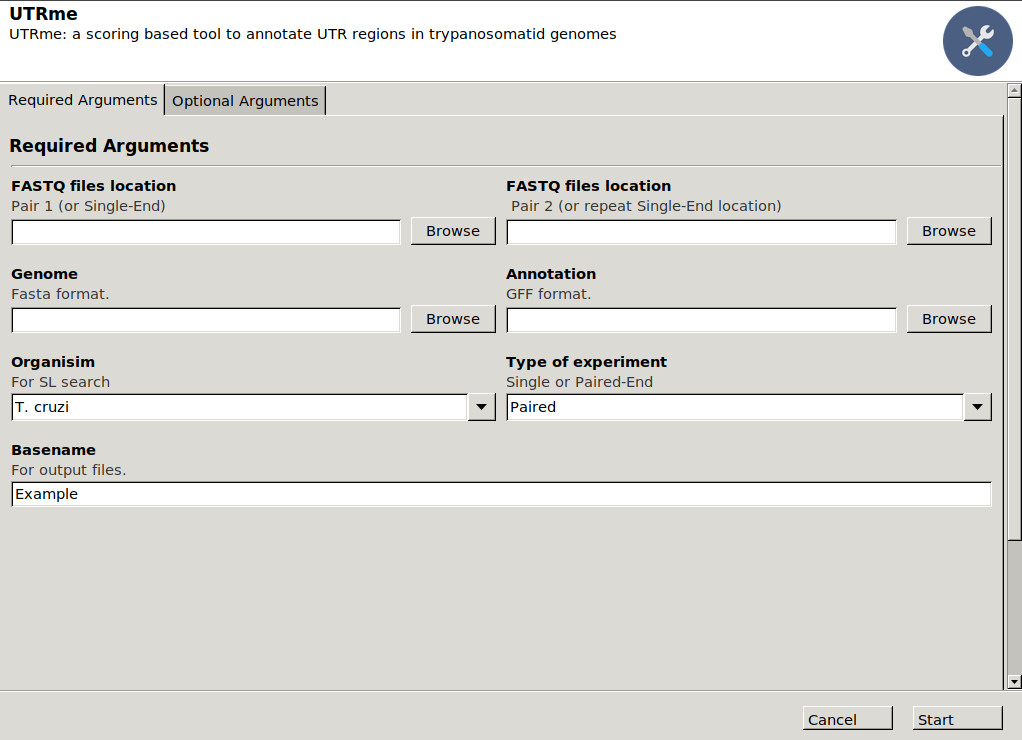 UTRme
UTRme: a scoring based tool to annotate UTR regions in trypanosomatid genomes
Required Arguments
Optional Arguments
Required Arguments
FASTQ files location
Pair 1 (or Single-End)
Browse
FASTQ files location
Pair 2 (or repeat Single-End location)
Browse
Genome
Fasta format.
Browse
Annotation
GFF format.
Browse
Organisim
For SL search
T. cruzi
Type of experiment
Single or Paired-End
Paired
Basename
For output files.
Example
Cancel
Start